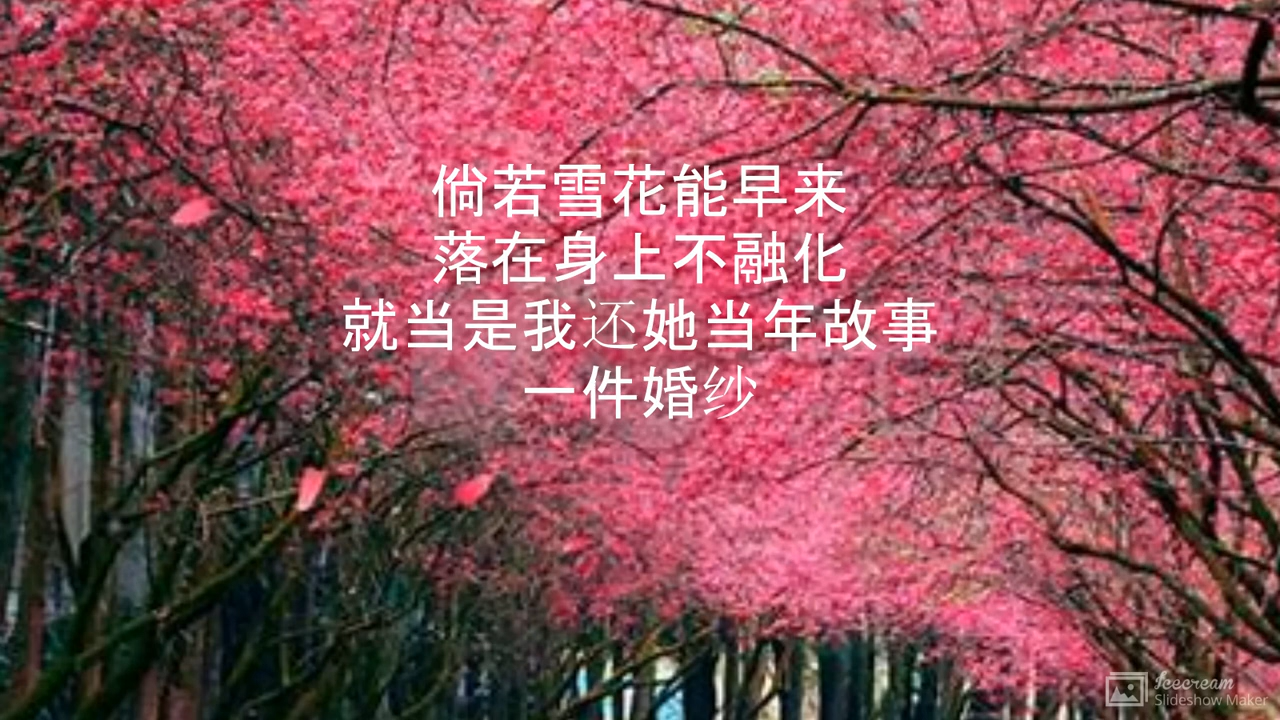 倘若雪花能早来
落在身上不融化
就当是我还她当年故事
一件婚纱
Icecream
Slideshow Maker